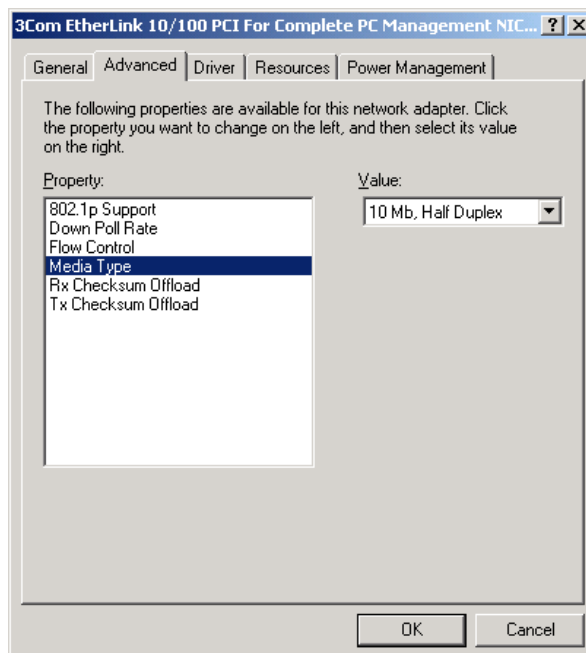 3Com EtherLink 10/100 PCI For Complete PC Management NIC...
General Advanced Driver Resources Power Management
The following properties are available for this network adapter. Click
the property you want to change on the left, and then select its value
on the right.
Property:
802.1p Support
Down Poll Rate
Flow Control
Media Type
Rx Checksum Offload
Tx Checksum Offload
Value:
10 Mb, Half Duplex
OK Cancel